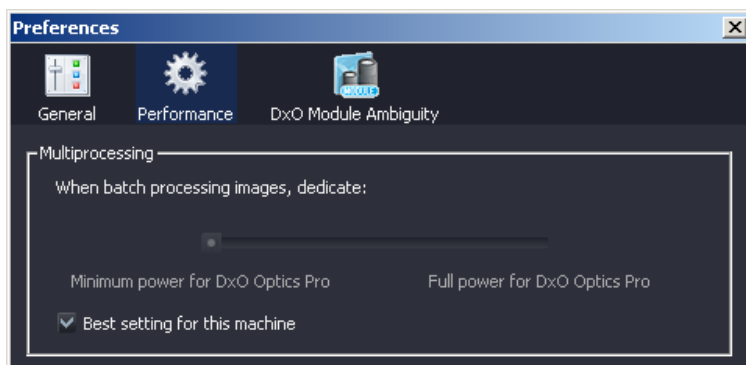 Preferences
MODULE
General Performance DxO Module Ambiguity
Multiprocessing
When batch processing images, dedicate:
Minimum power for DxO Optics Pro Full power for DxO Optics Pro
Best setting for this machine